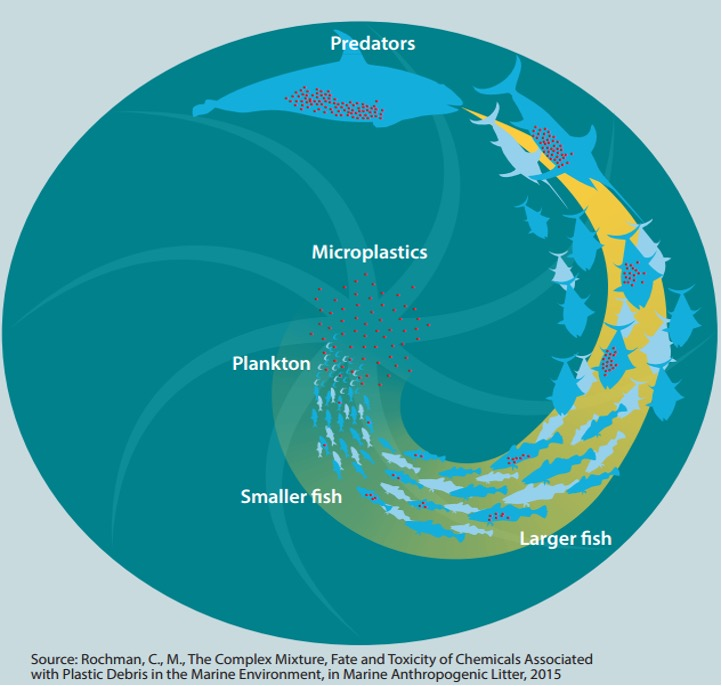 Predators
Microplastics
Plankton
Smaller fish
Larger fish
Source: Rochman, C., M., The Complex Mixture, Fate and Toxicity of Chemicals Associated
with Plastic Debris in the Marine Environment, in Marine Anthropogenic Litter, 2015